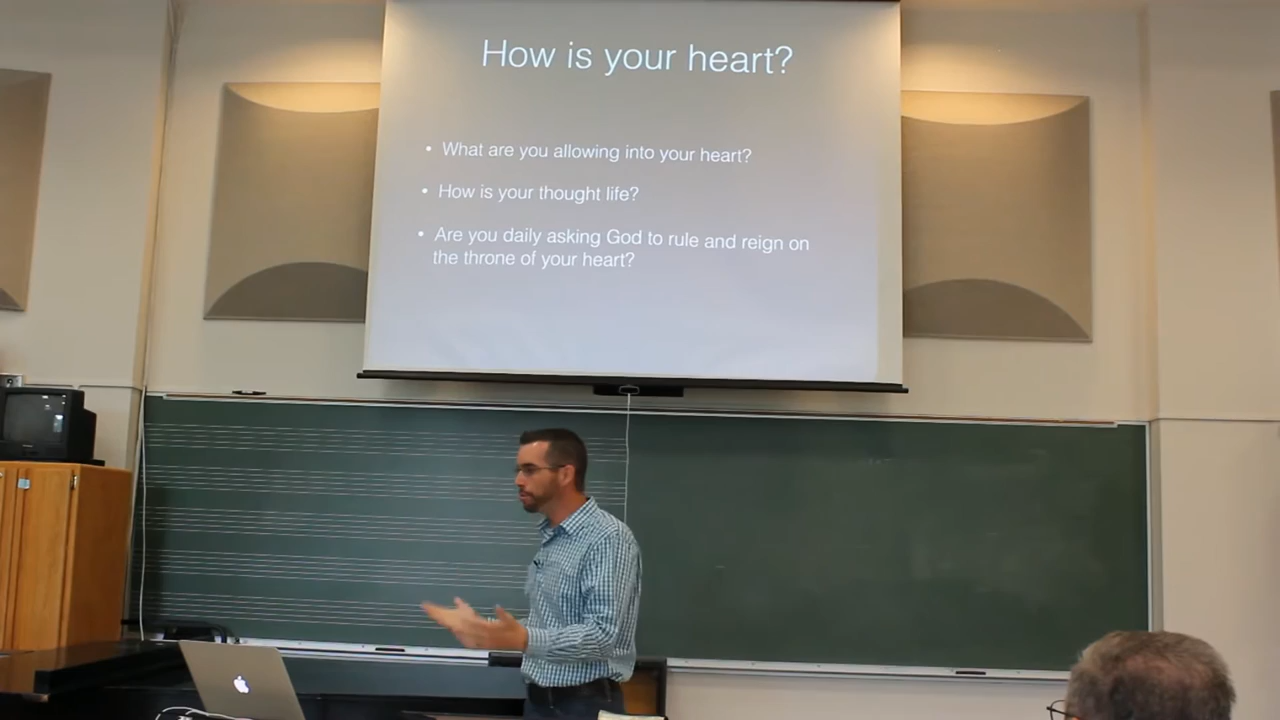 How is your heart?
• What are you allowing into your heart?
• How is your thought life?
• Are you daily asking God to rule and reign on
the throne of your heart?